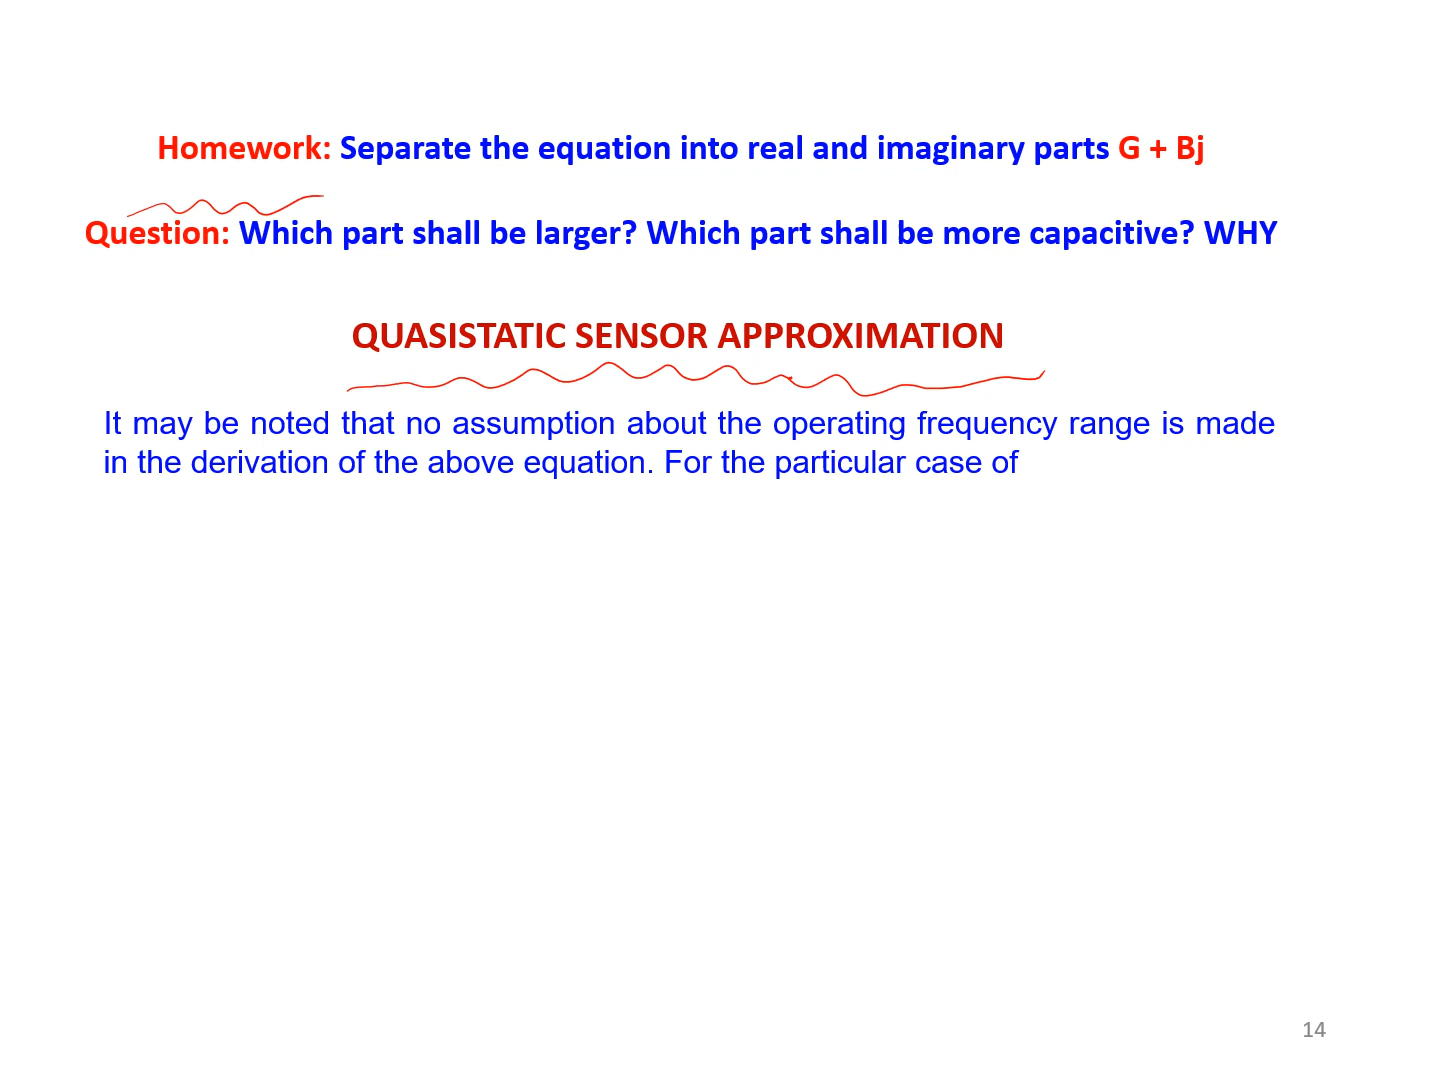 Homework: Separate the equation into real and imaginary parts G + Bj
Question: Which part shall be larger? Which part shall be more capacitive? WHY
QUASISTATIC SENSOR APPROXIMATION
It may be noted that no assumption about the operating frequency range is made
in the derivation of the above equation. For the particular case of
14